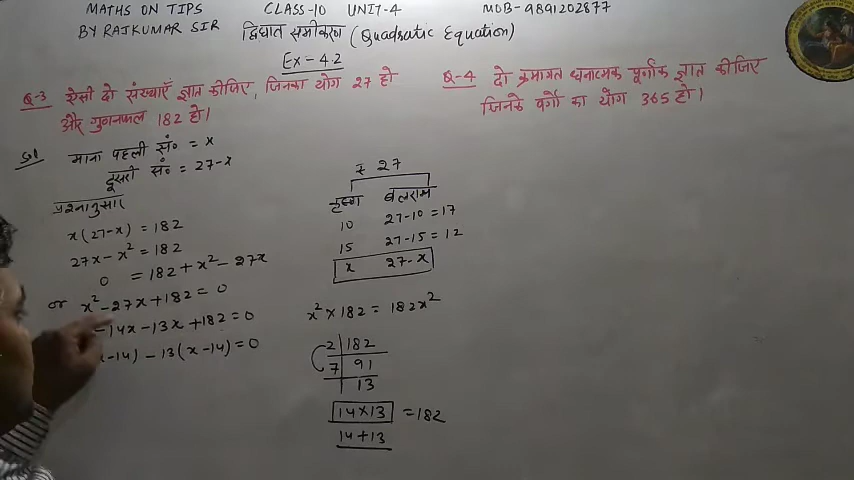 MATHS ON TIPS CLASS-10 UNIT-4 MOB-9891202877
BY RAJKUMAR SIR द्विघात समीकरण (Quadratic Equation)
Ex-4.2
Q-3 ऐसी दो संख्याएँ ज्ञात कीजिए, जिनका योग 27 हो
और गुणनफल 182 हो।
Sol माना पहली सं० = x
दूसरी सं० = 27-x
प्रश्नानुसार
x(27-x) = 182
27x - x² = 182
0 = 182 + x² - 27x
or x² - 27x + 182 = 0
- 14x - 13x + 182 = 0
-14) - 13(x-14) = 0
₹ 27
कृष्ण बलराम
10 27-10 = 17
15 27-15 = 12
x 27-x
x² × 182 = 182x²
2 | 182
7 | 91
| 13
14×13 = 182
14+13
Q-4 दो क्रमागत धनात्मक पूर्णांक ज्ञात कीजिए
जिनके वर्गों का योग 365 हो।